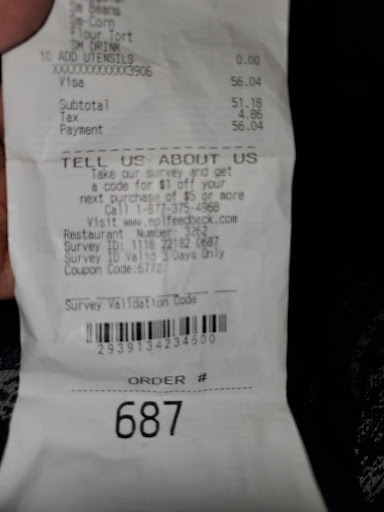 Sm Beans
Sm-Corn
Flour Tort
SM DRINK
10 ADD UTENSILS 0.00
XXXXXXXXXXXX3906
Visa 56.04
Subtotal 51.18
Tax 4.86
Payment 56.04
TELL US ABOUT US
Take our survey and get
a code for $1 off your
next purchase of $5 or more
Call 1-877-375-4968
Visit www.eplfeedback.com
Restaurant Number: 3262
Survey ID: 1118 22182 0687
Survey ID Valid 3 Days Only
Coupon Code:6772
Survey Validation Code
2939134234600
ORDER #
687